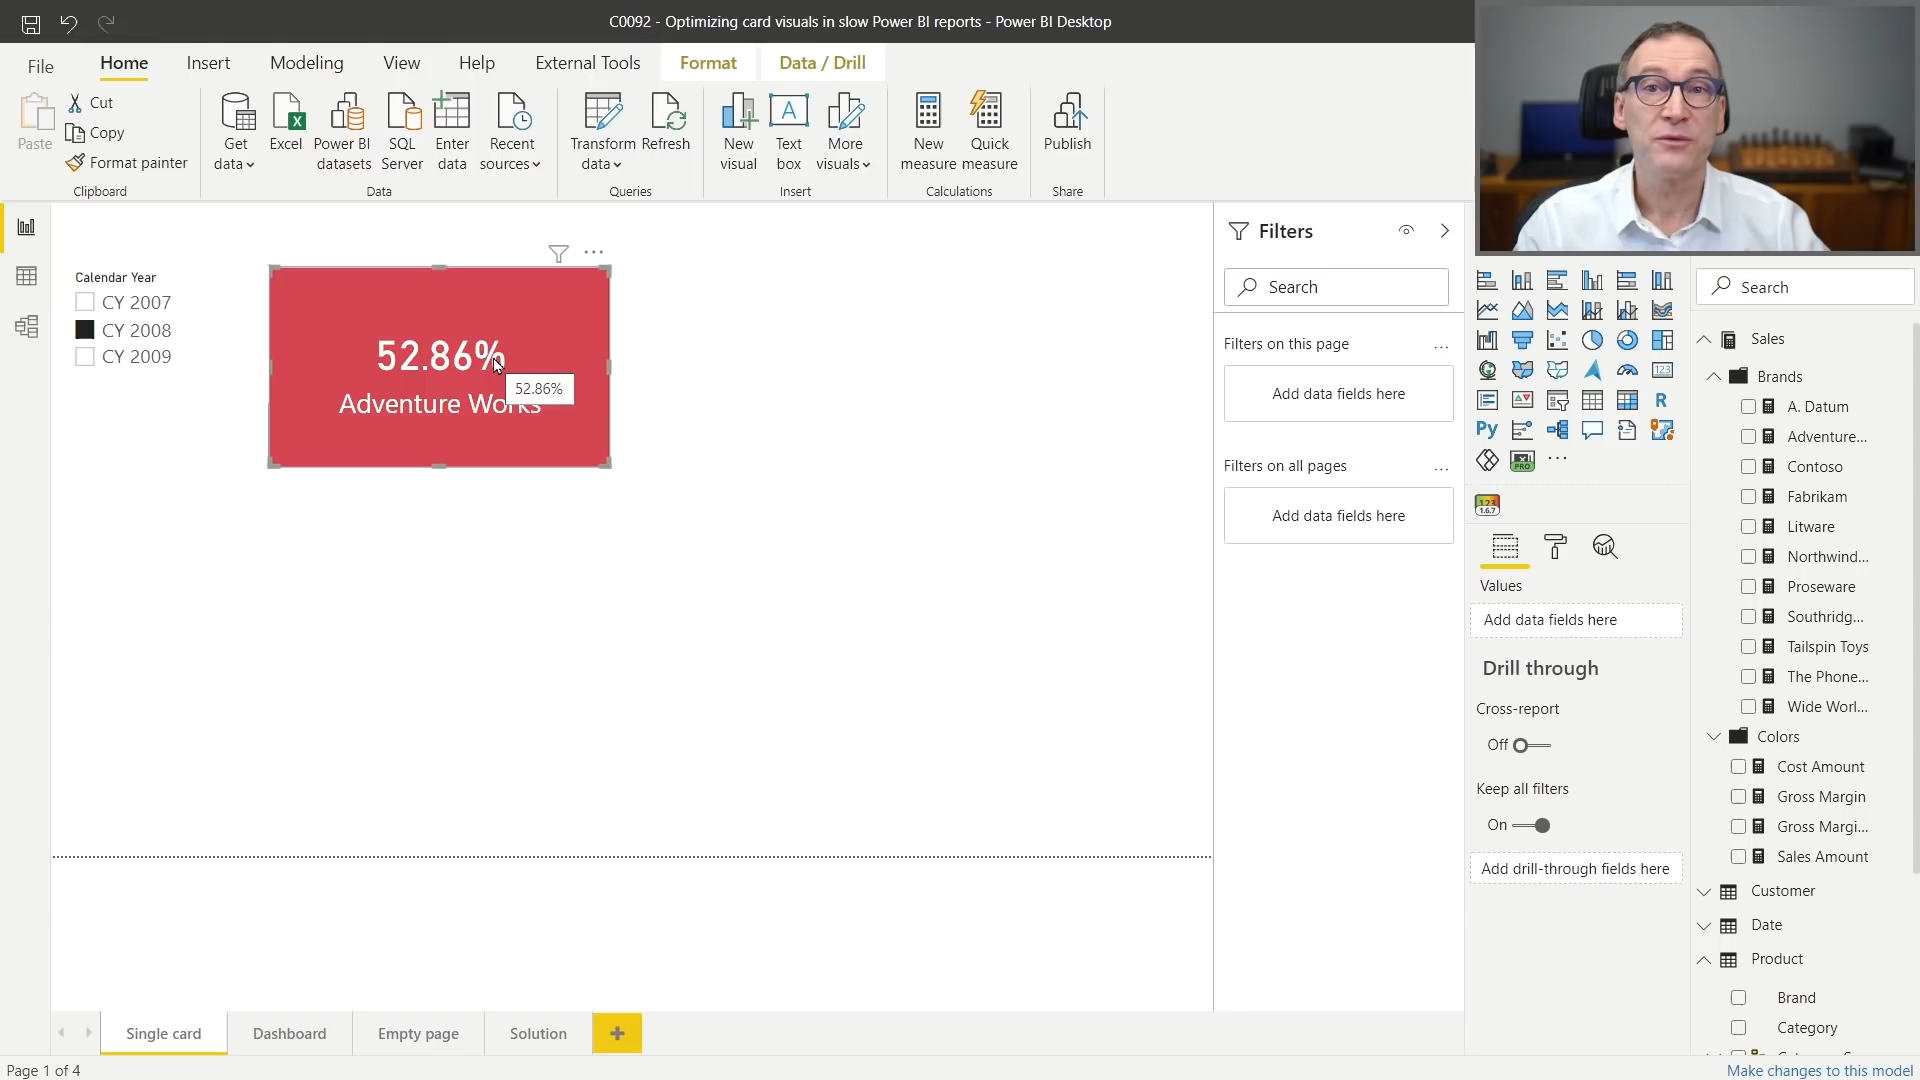 C0092 - Optimizing card visuals in slow Power BI reports - Power BI Desktop
File
Home
Insert
Modeling
View
Help
External Tools
Format
Data / Drill
Paste
Cut
Copy
Format painter
Clipboard
Get data
Excel
Power BI datasets
SQL Server
Enter data
Recent sources
Data
Transform data
Refresh
Queries
New visual
Text box
More visuals
Insert
New measure
Quick measure
Calculations
Publish
Share
Calendar Year
CY 2007
CY 2008
CY 2009
52.86%
52.86%
Adventure Works
Filters
Search
Filters on this page
Add data fields here
Filters on all pages
Add data fields here
123
R
Py
PRO
123
1.6.7
Values
Add data fields here
Drill through
Cross-report
Off
Keep all filters
On
Add drill-through fields here
Search
Sales
Brands
A. Datum
Adventure...
Contoso
Fabrikam
Litware
Northwind...
Proseware
Southridg...
Tailspin Toys
The Phone...
Wide Worl...
Colors
Cost Amount
Gross Margin
Gross Margi...
Sales Amount
Customer
Date
Product
Brand
Category
Single card
Dashboard
Empty page
Solution
Page 1 of 4
Make changes to this model